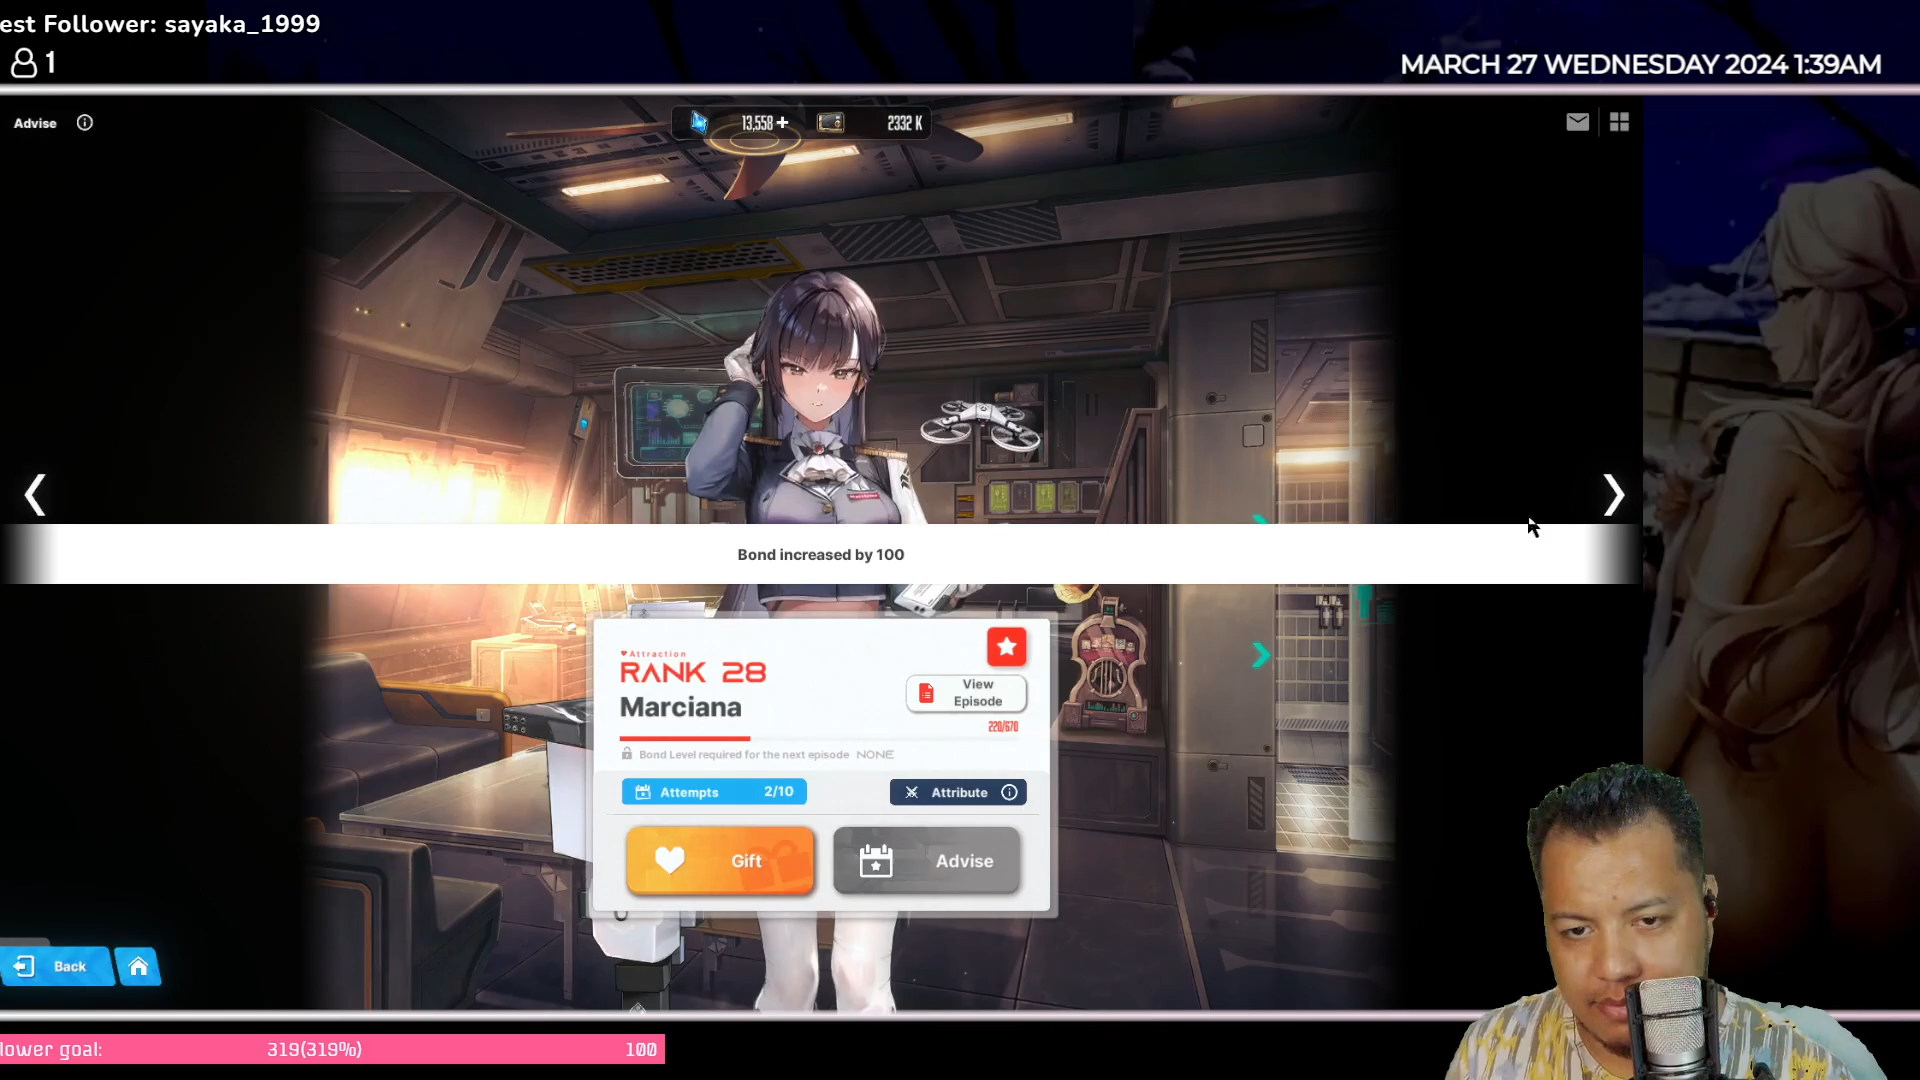 est Follower: sayaka_1999
1
MARCH 27 WEDNESDAY 2024 1:39AM
Advise
13,558 +
2332 K
Bond increased by 100
Attraction
RANK 28
Marciana
View
Episode
220/670
Bond Level required for the next episode NONE
Attempts 2/10
Attribute
Gift
Advise
Back
lower goal: 319(319%) 100